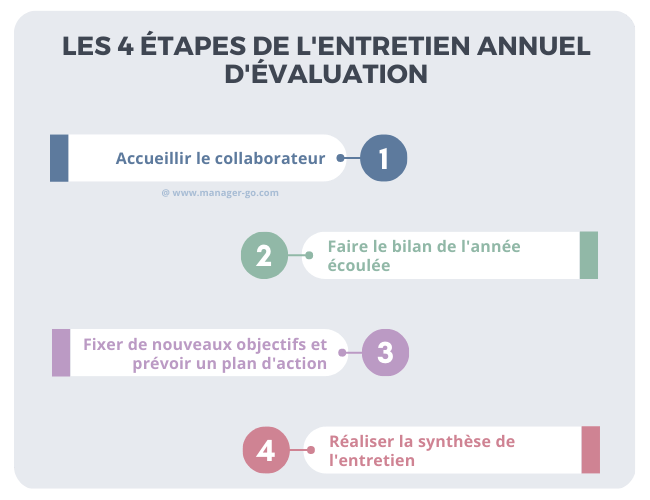 LES 4 ÉTAPES DE L'ENTRETIEN ANNUEL
D'ÉVALUATION
Accueillir le collaborateur
1
@ www.manager-go.com
2
Faire le bilan de l'année
écoulée
Fixer de nouveaux objectifs et
prévoir un plan d'action
3
4
Réaliser la synthèse de
l'entretien